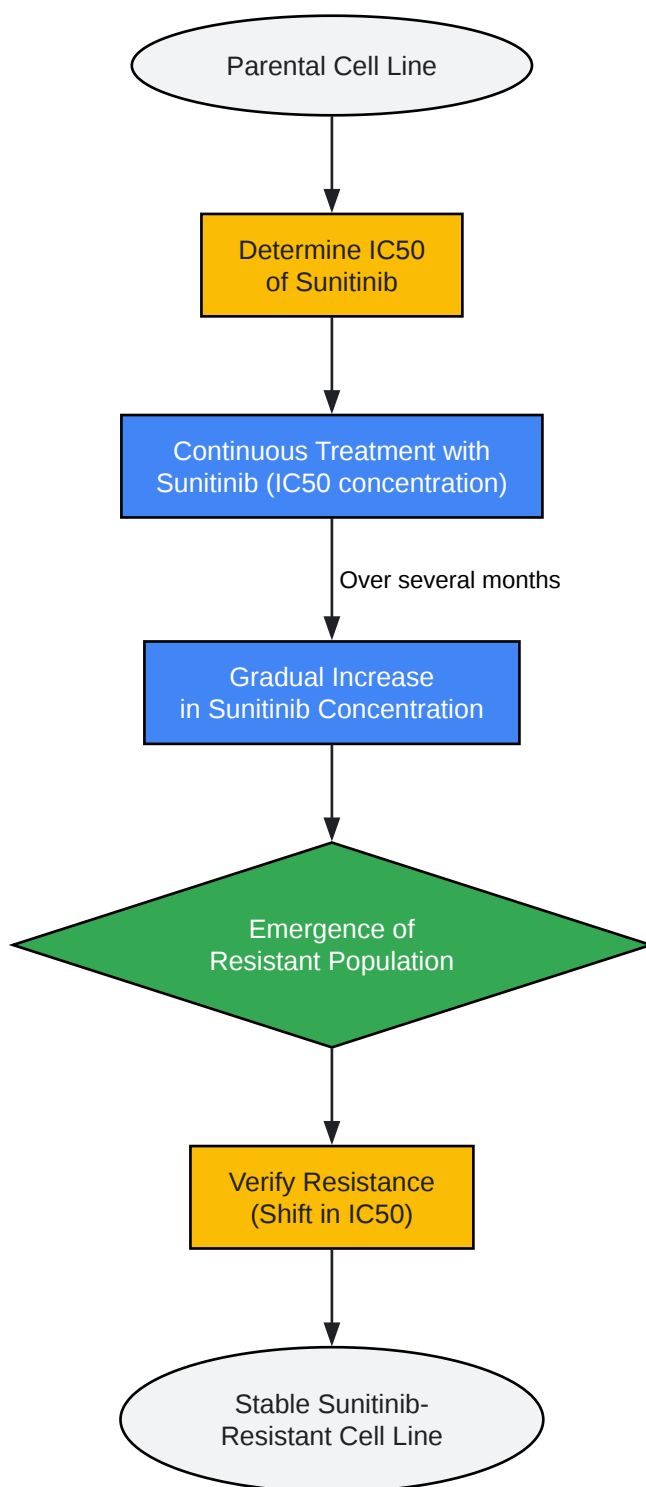 Parental Cell Line
Determine IC50
of Sunitinib
Continuous Treatment with
Sunitinib (IC50 concentration)
Over several months
Gradual Increase
in Sunitinib Concentration
Emergence of
Resistant Population
Verify Resistance
(Shift in IC50)
Stable Sunitinib-
Resistant Cell Line